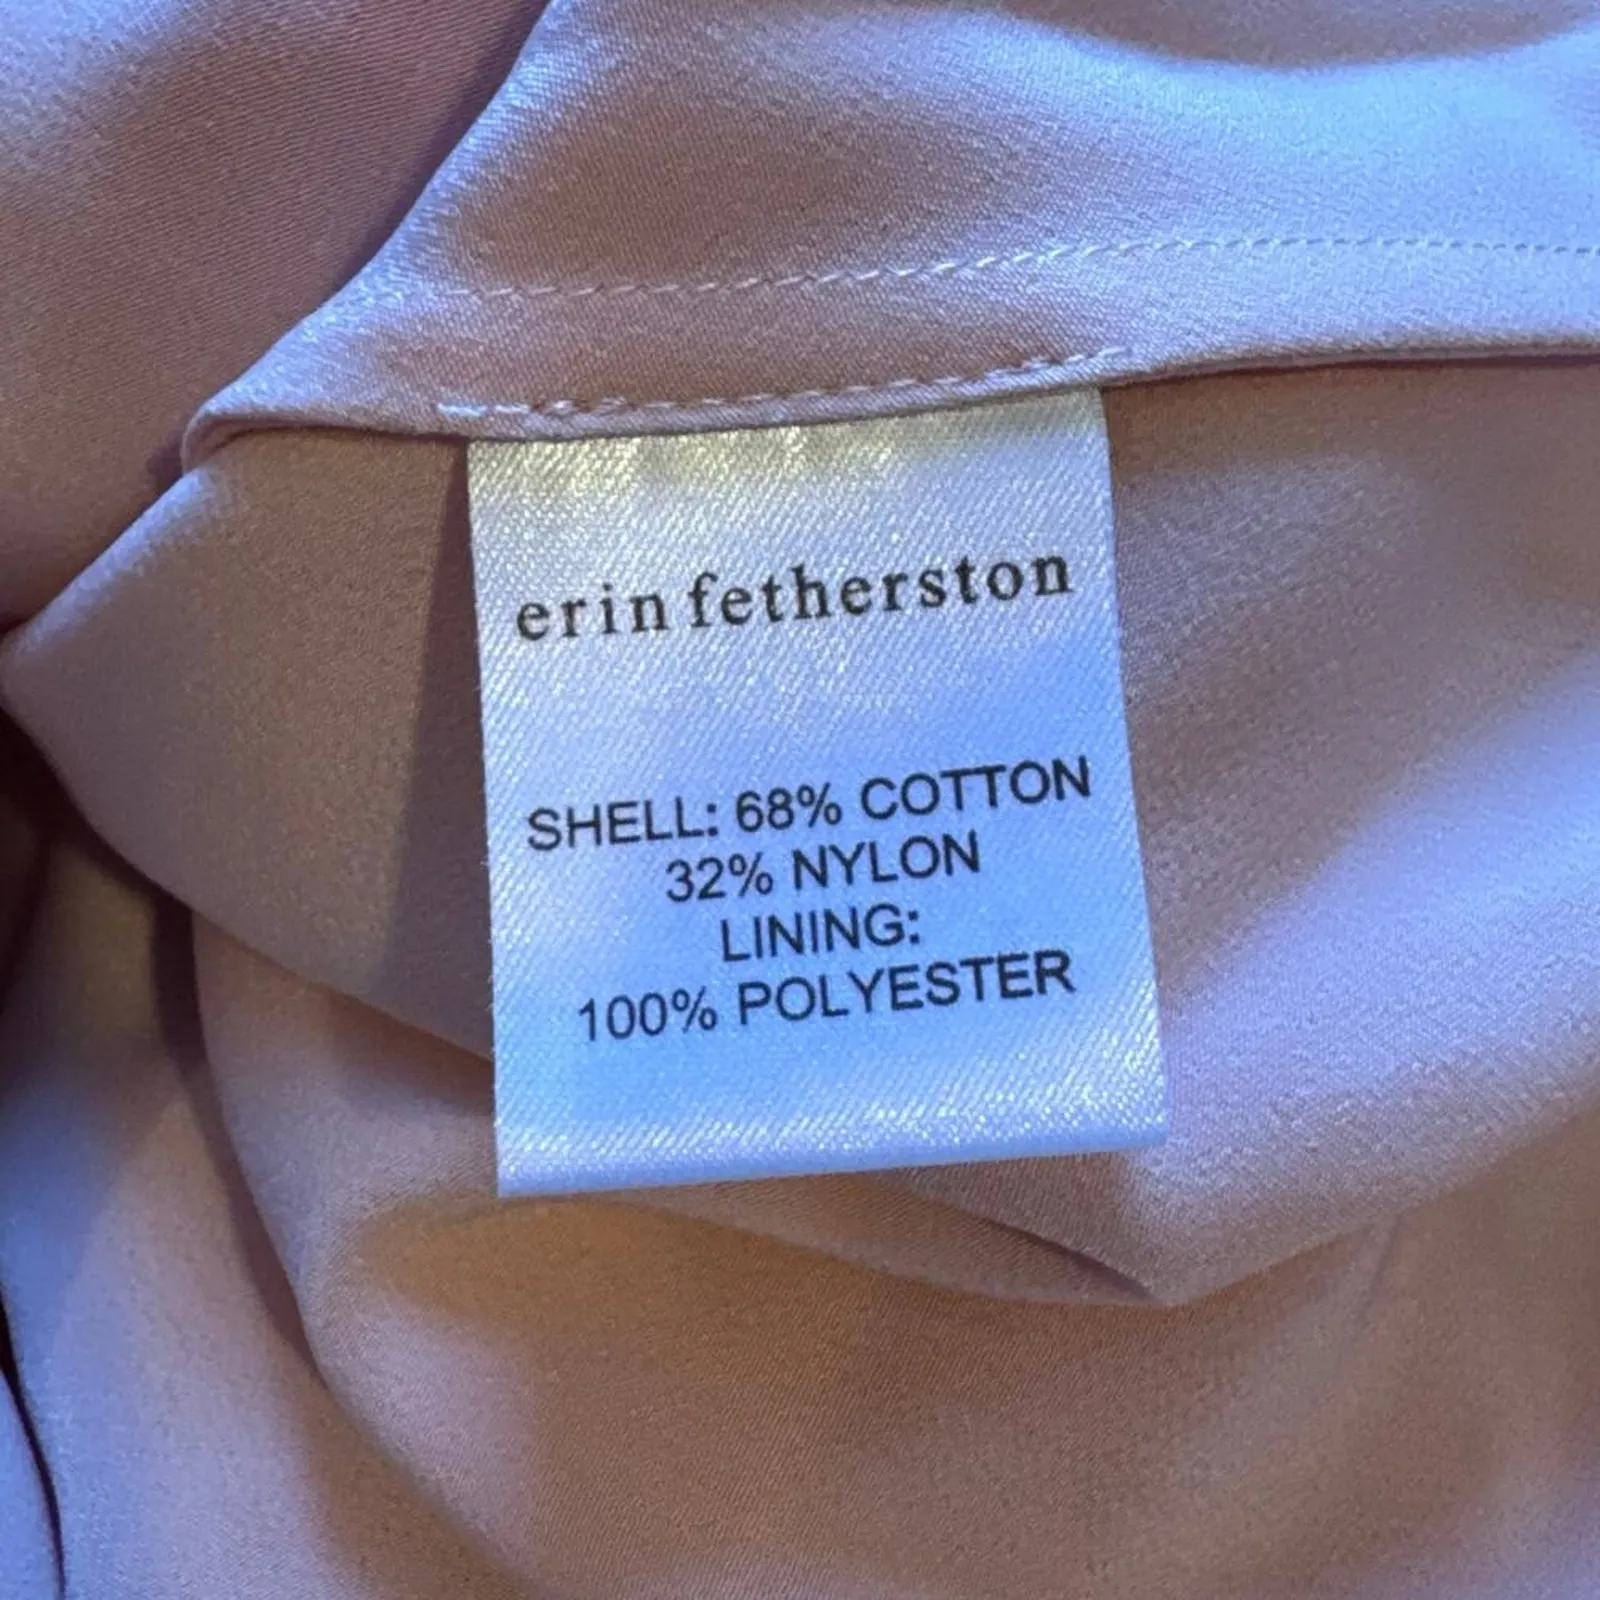 erin fetherston
SHELL: 68% COTTON
32% NYLON
LINING:
100% POLYESTER